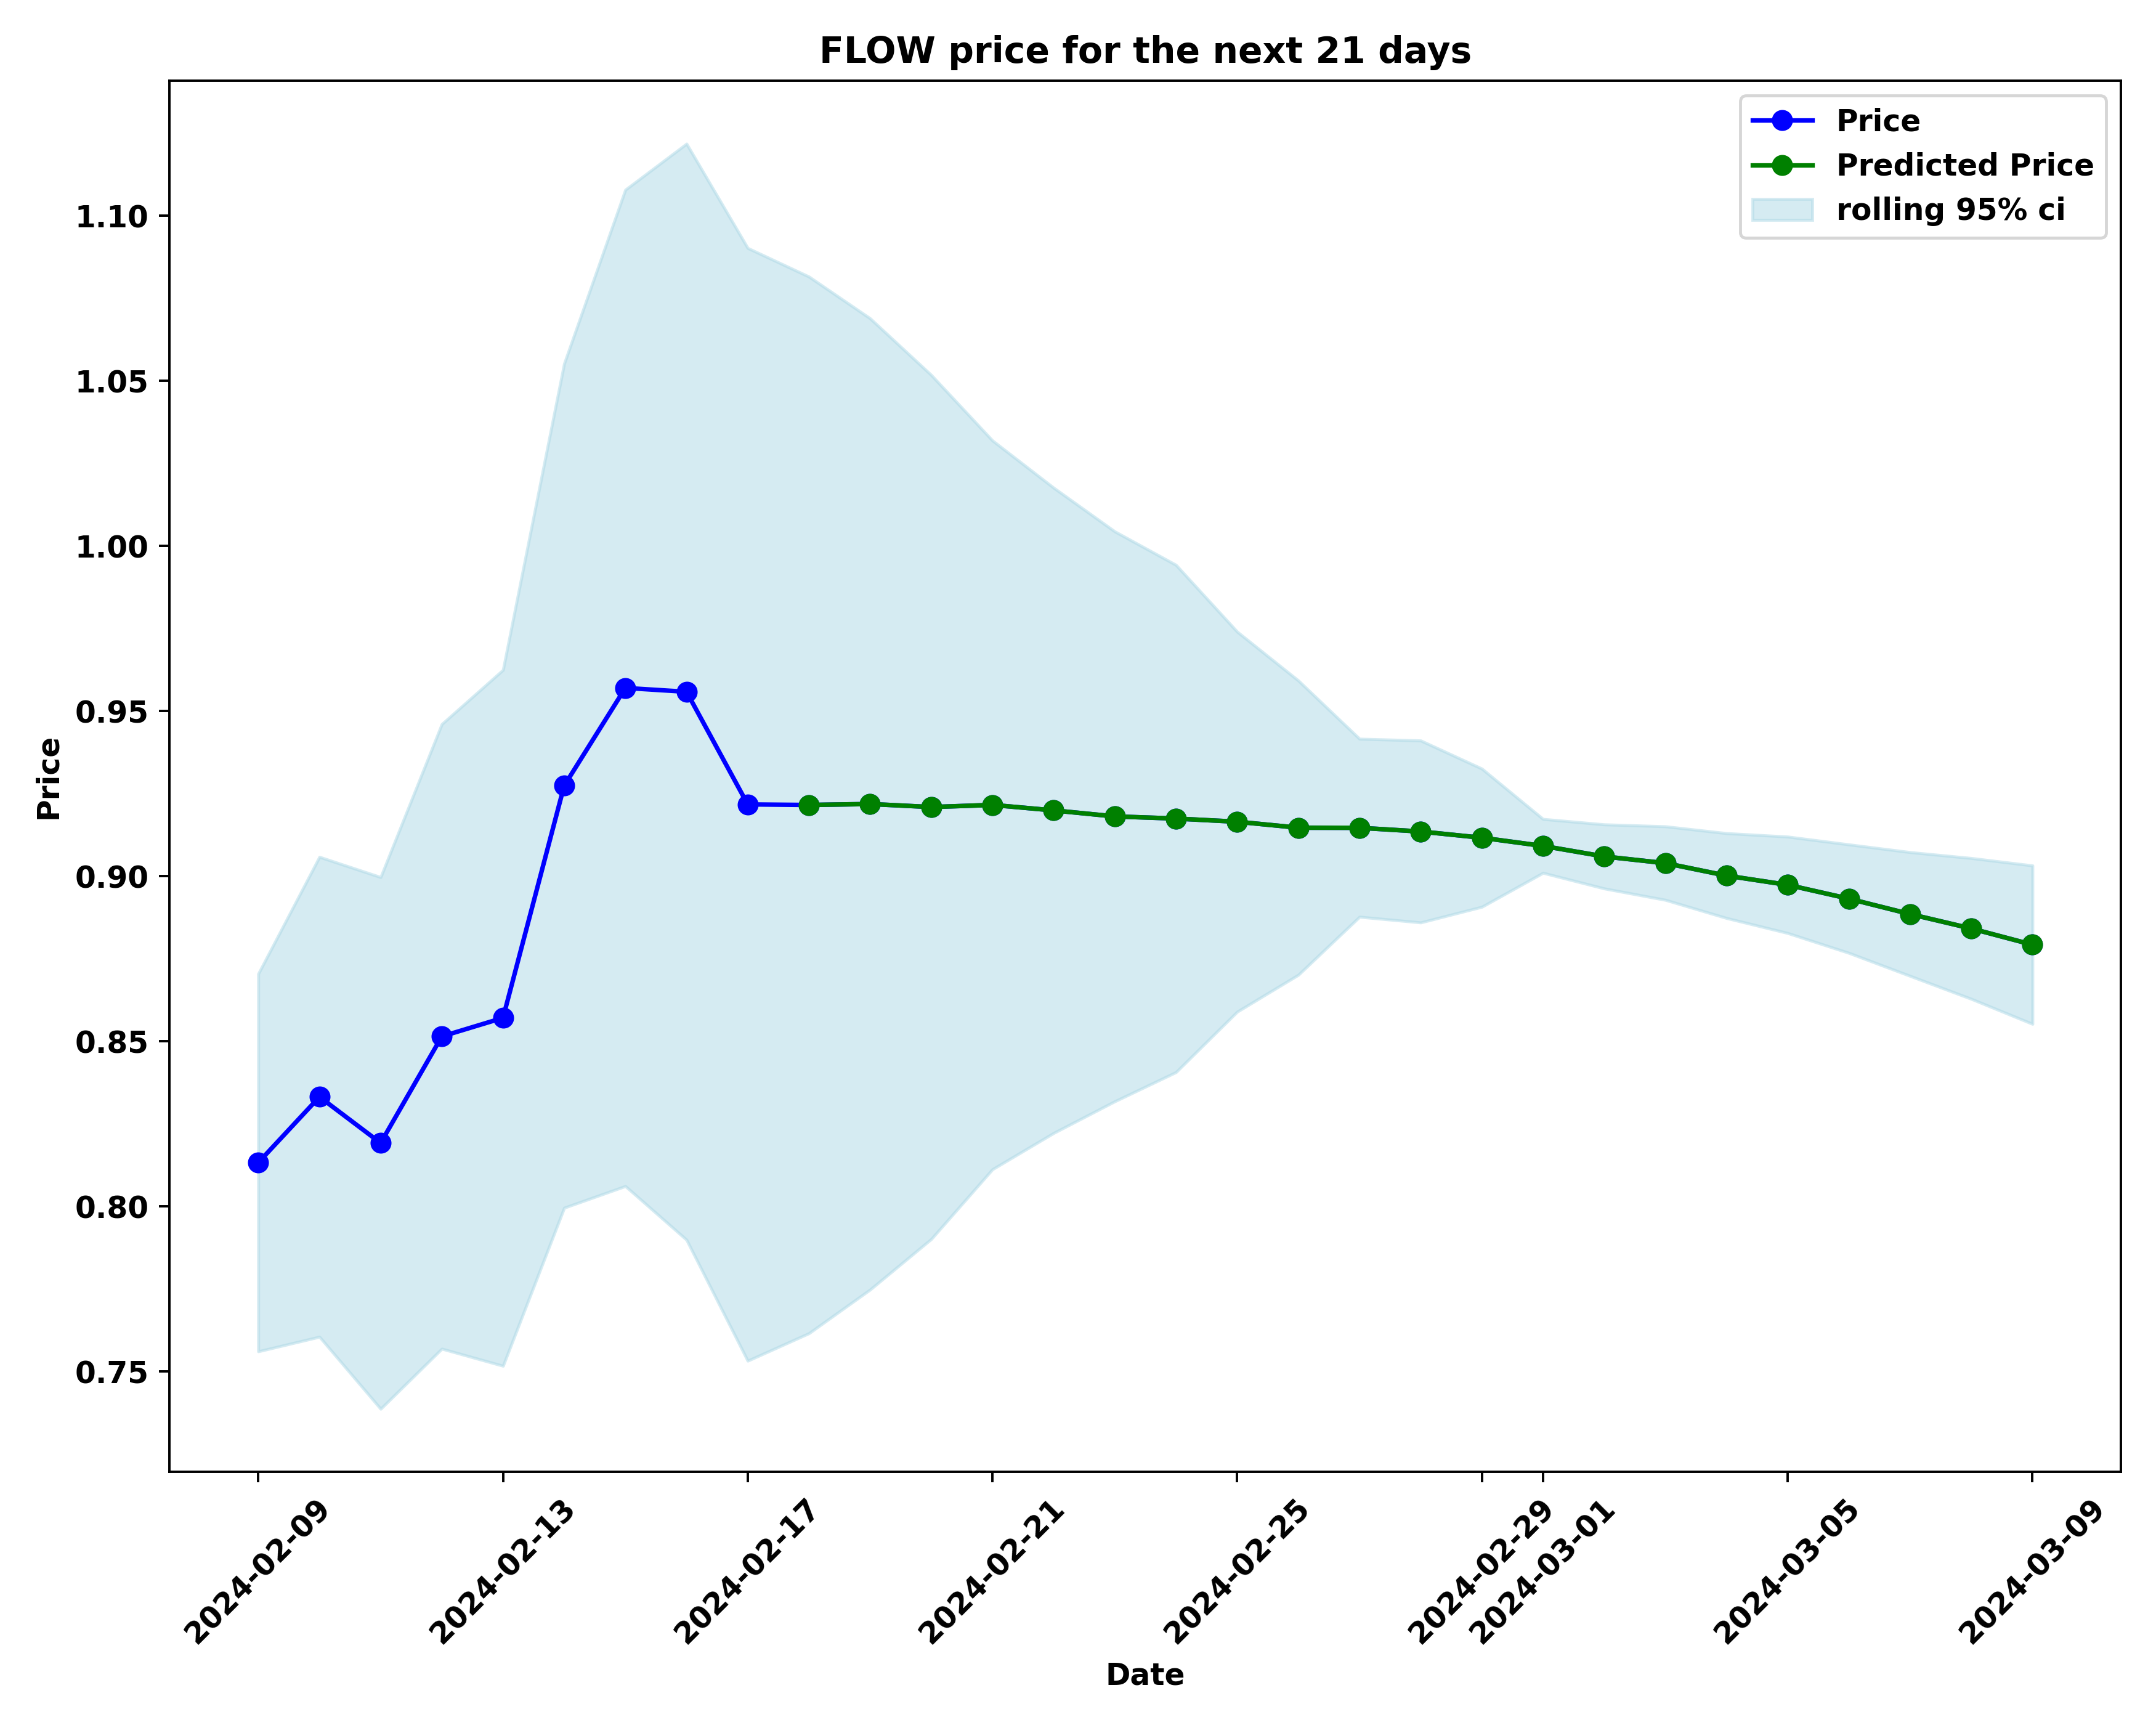 FLOW price for the next 21 days
Price
Predicted Price
rolling 95% ci
1.10
1.05
1.00
0.95
0.90
0.85
0.80
0.75
Price
2024-02-09
2024-02-13
2024-02-17
2024-02-21
2024-02-25
2024-02-29
2024-03-01
2024-03-05
2024-03-09
Date